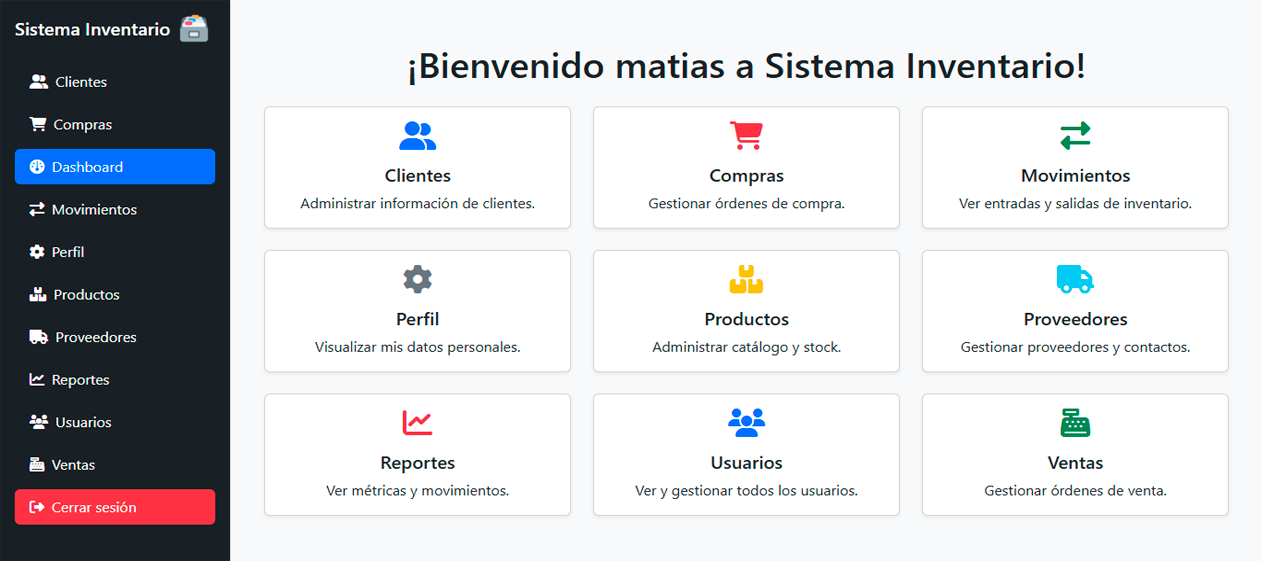 Sistema Inventario
Clientes
Compras
Dashboard
Movimientos
Perfil
Productos
Proveedores
Reportes
Usuarios
Ventas
Cerrar sesión
¡Bienvenido matias a Sistema Inventario!
Clientes
Administrar información de clientes.
Compras
Gestionar órdenes de compra.
Movimientos
Ver entradas y salidas de inventario.
Perfil
Visualizar mis datos personales.
Productos
Administrar catálogo y stock.
Proveedores
Gestionar proveedores y contactos.
Reportes
Ver métricas y movimientos.
Usuarios
Ver y gestionar todos los usuarios.
Ventas
Gestionar órdenes de venta.